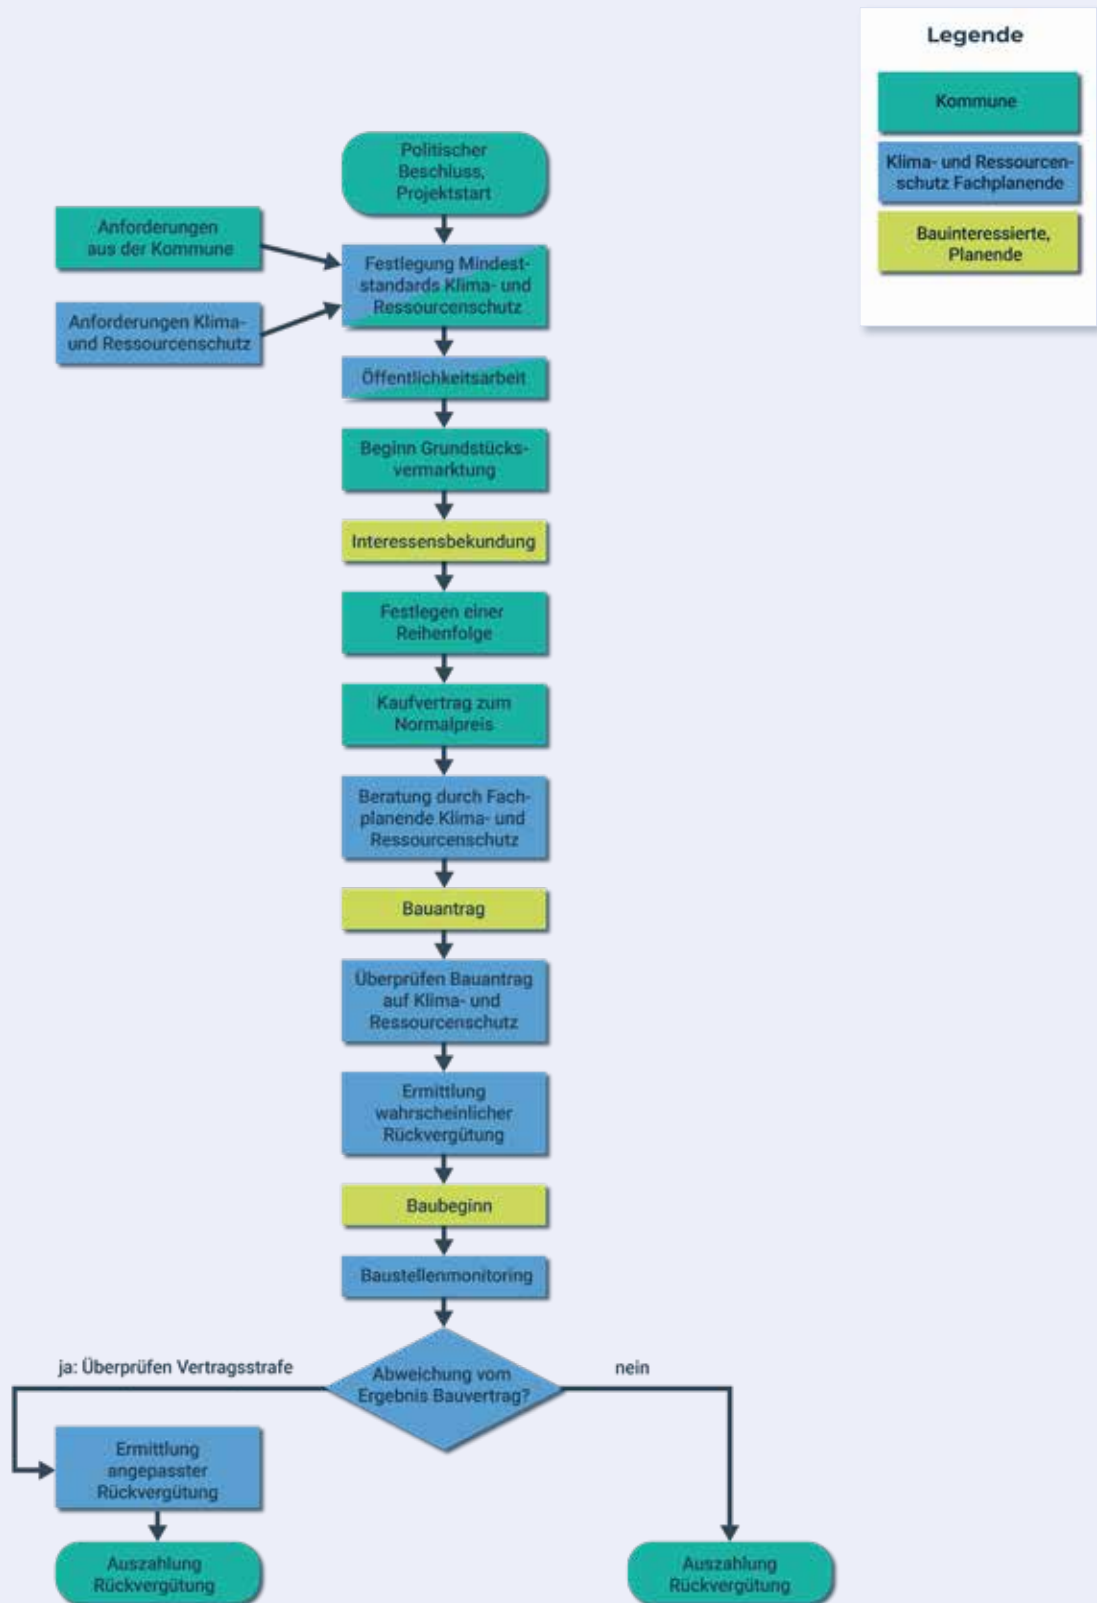 Legende
Kommune
Klima- und Ressourcen-
schutz Fachplanende
Bauinteressierte,
Planende
Politischer
Beschluss,
Projektstart
Anforderungen
aus der Kommune
Festlegung Mindest-
standards Klima- und
Ressourcenschutz
Anforderungen Klima-
und Ressourcenschutz
Öffentlichkeitsarbeit
Beginn Grundstücks-
vermarktung
Interessensbekundung
Festlegen einer
Reihenfolge
Kaufvertrag zum
Normalpreis
Beratung durch Fach-
planende Klima- und
Ressourcenschutz
Bauantrag
Überprüfen Bauantrag
auf Klima- und
Ressourcenschutz
Ermittlung
wahrscheinlicher
Rückvergütung
Baubeginn
Baustellenmonitoring
Abweichung vom
Ergebnis Bauvertrag?
ja: Überprüfen Vertragsstrafe
nein
Ermittlung
angepasster
Rückvergütung
Auszahlung
Rückvergütung
Auszahlung
Rückvergütung